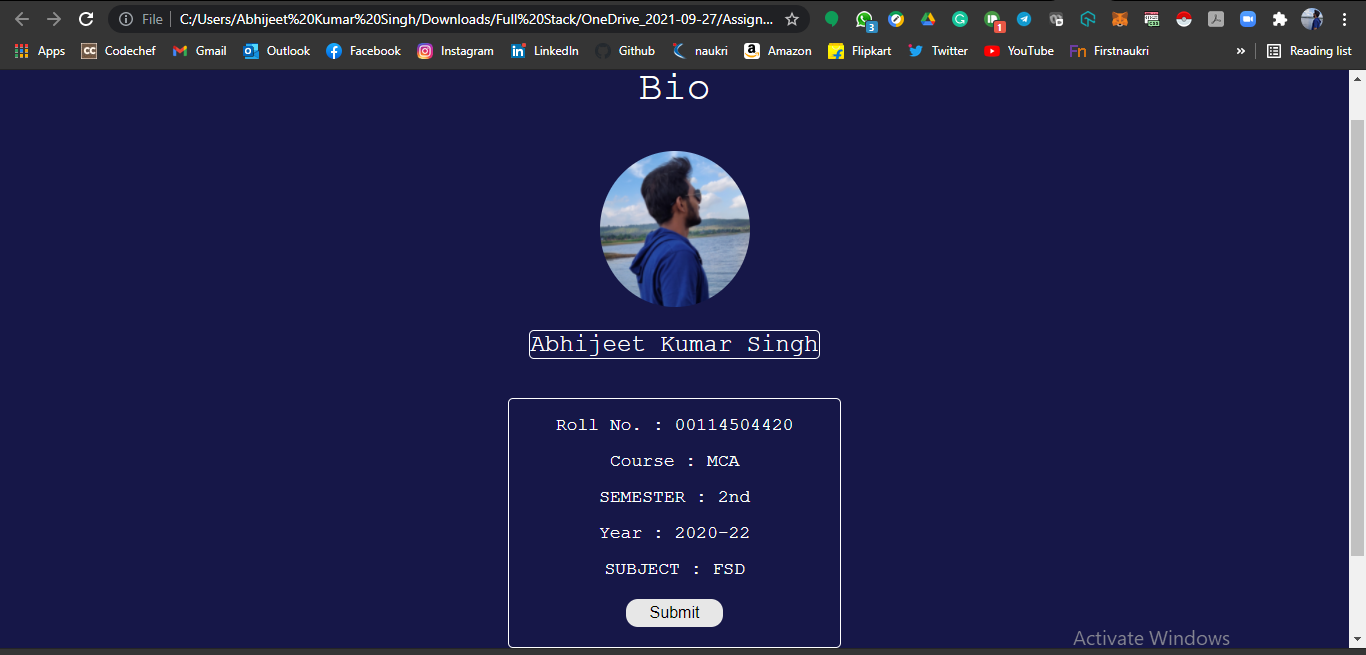 File
C:/Users/Abhijeet%20Kumar%20Singh/Downloads/Full%20Stack/OneDrive_2021-09-27/Assign...
3
1
Apps CC Codechef Gmail Outlook Facebook Instagram LinkedIn Github naukri Amazon Flipkart Twitter YouTube Fn Firstnaukri » Reading list
Bio
Abhijeet Kumar Singh
Roll No. : 00114504420
Course : MCA
SEMESTER : 2nd
Year : 2020-22
SUBJECT : FSD
Submit
Activate Windows